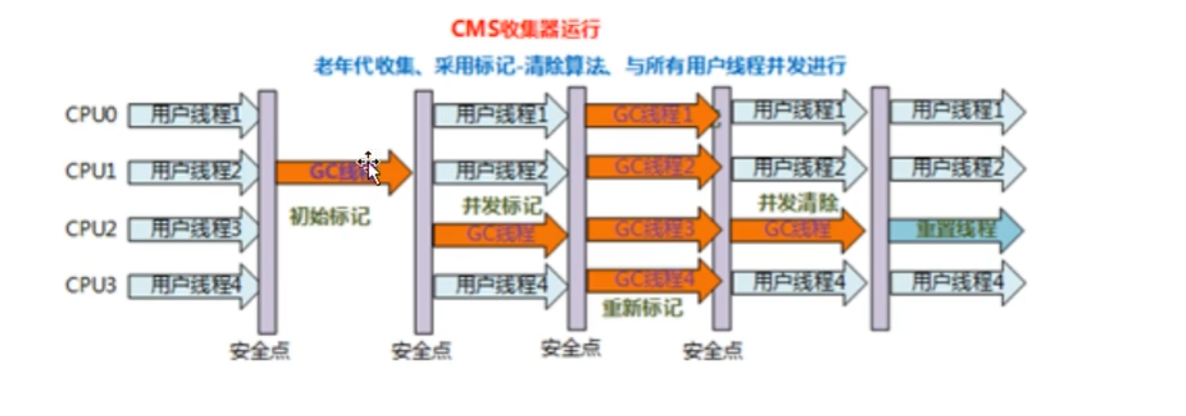 CMS收集器运行
老年代收集、采用标记-清除算法、与所有用户线程并发进行
CPU0 用户线程1 用户线程1 GC线程1 用户线程1 用户线程1
CPU1 用户线程2 GC线 用户线程2 GC线程2 用户线程2 用户线程2
初始标记 并发标记 并发清除
CPU2 用户线程3 GC线程 GC线程3 GC线程 重置线程
CPU3 用户线程4 用户线程4 GC线程4 用户线程4 用户线程4
重新标记
安全点 安全点 安全点 安全点